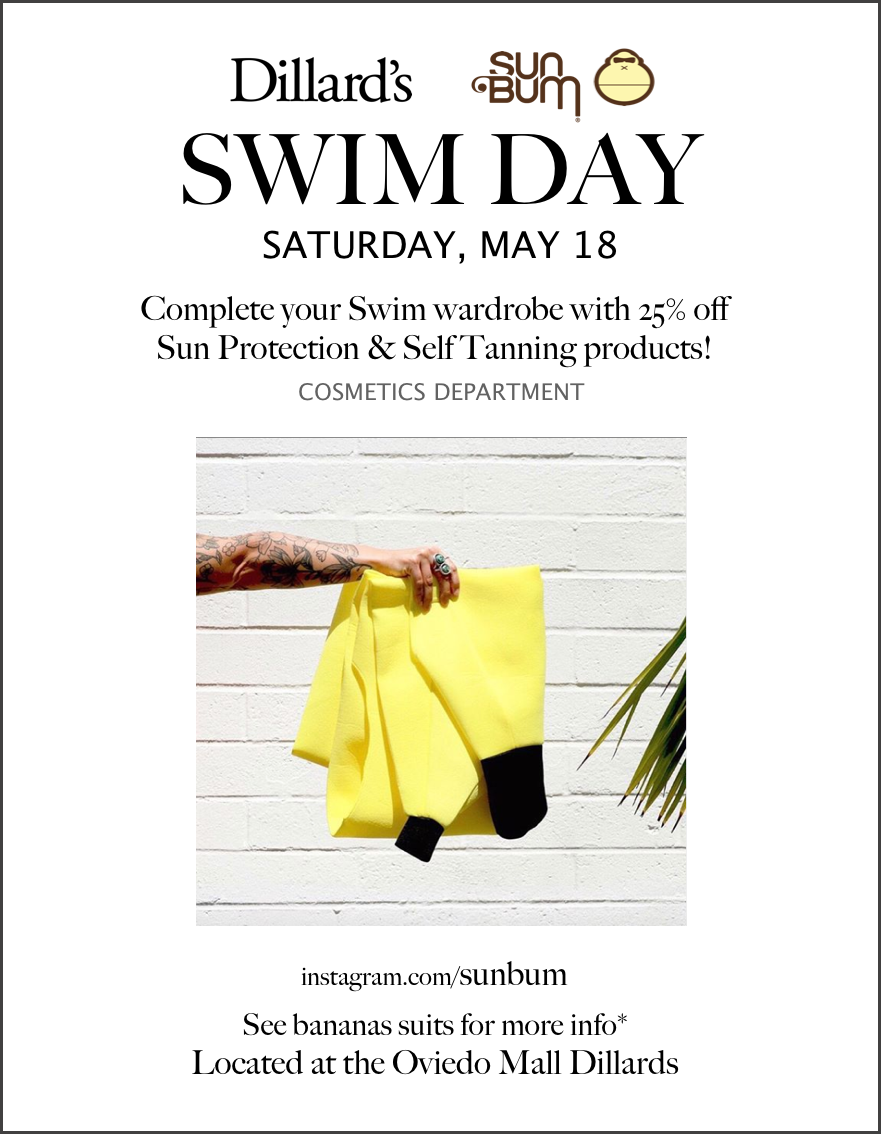 Dillard's
SUN BUM®
SWIM DAY
SATURDAY, MAY 18
Complete your Swim wardrobe with 25% off
Sun Protection & Self Tanning products!
COSMETICS DEPARTMENT
instagram.com/sunbum
See bananas suits for more info*
Located at the Oviedo Mall Dillards